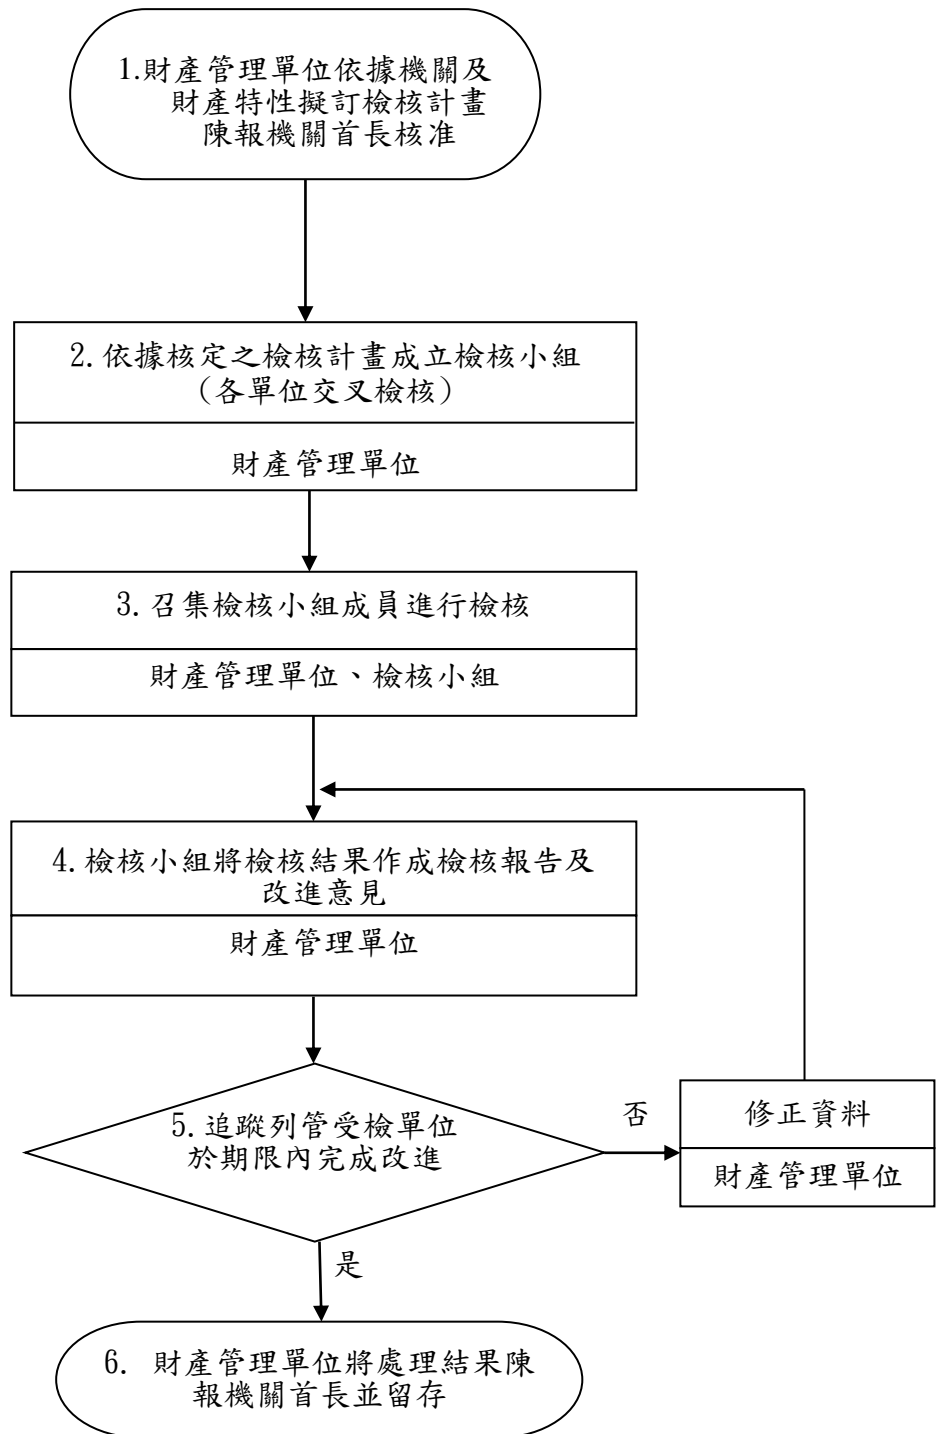 1.財產管理單位依據機關及
財產特性擬訂檢核計畫
陳報機關首長核准
2.依據核定之檢核計畫成立檢核小組
(各單位交叉檢核)
財產管理單位
3.召集檢核小組成員進行檢核
財產管理單位、檢核小組
4.檢核小組將檢核結果作成檢核報告及
改進意見
財產管理單位
5.追蹤列管受檢單位
於期限內完成改進
否
修正資料
財產管理單位
是
6. 財產管理單位將處理結果陳
報機關首長並留存